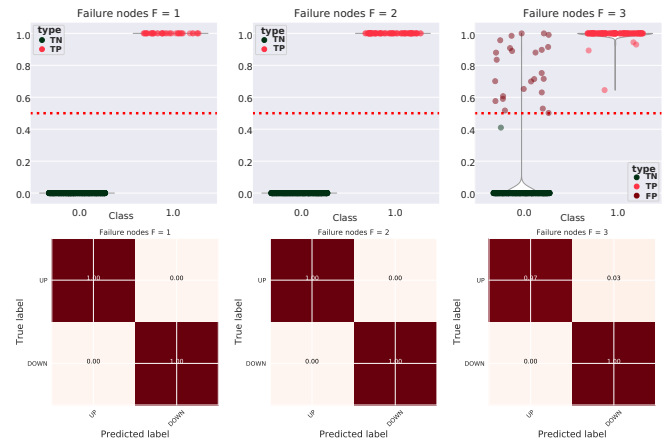 Failure nodes F = 1
1.0
0.8
0.6
0.4
0.2
0.0
type
TN
TP
0.0
1.0
Class
Failure nodes F = 2
1.0
0.8
0.6
0.4
0.2
0.0
type
TN
TP
0.0
1.0
Class
Failure nodes F = 3
1.0
0.8
0.6
0.4
0.2
0.0
type
TN
TP
FP
0.0
1.0
Class
Failure nodes F = 1
True label
UP
DOWN
1.00
0.00
0.00
1.00
UP
DOWN
Predicted label
Failure nodes F = 2
True label
1.00
0.00
0.00
1.00
UP
DOWN
Predicted label
Failure nodes F = 3
True label
UP
DOWN
0.97
0.03
0.00
1.00
UP
DOWN
Predicted label